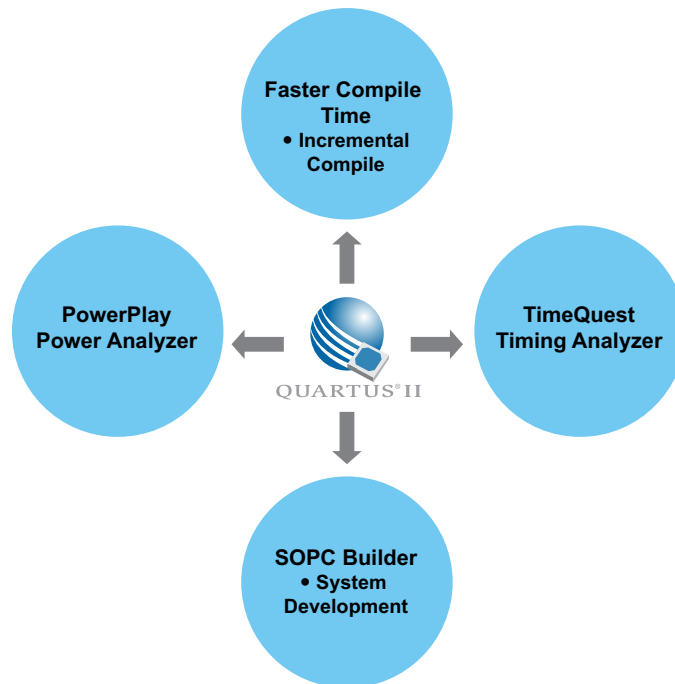 Faster Compile
Time
• Incremental
Compile
PowerPlay
Power Analyzer
TimeQuest
Timing Analyzer
QUARTUS® II
SOPC Builder
• System
Development